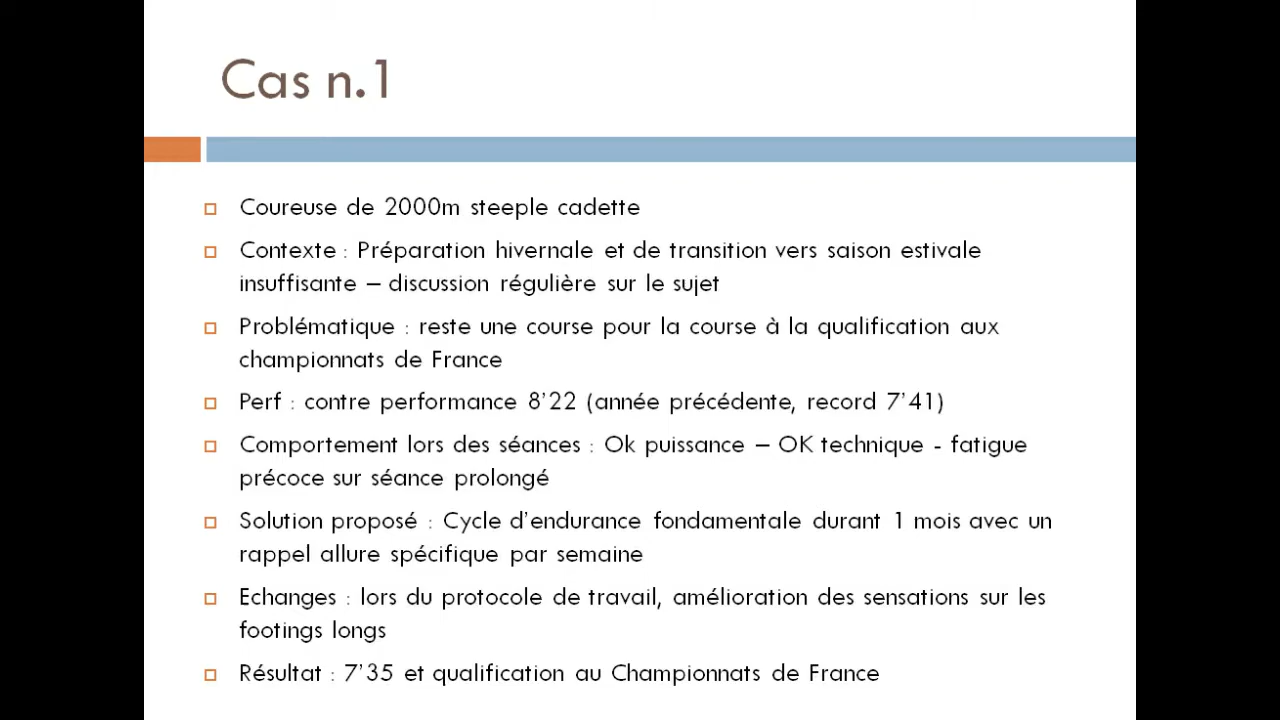 Cas n.1
Coureuse de 2000m steeple cadette
Contexte : Préparation hivernale et de transition vers saison estivale
insuffisante – discussion régulière sur le sujet
Problématique : reste une course pour la course à la qualification aux
championnats de France
Perf : contre performance 8’22 (année précédente, record 7’41)
Comportement lors des séances : Ok puissance – OK technique - fatigue
précoce sur séance prolongé
Solution proposé : Cycle d’endurance fondamentale durant 1 mois avec un
rappel allure spécifique par semaine
Echanges : lors du protocole de travail, amélioration des sensations sur les
footings longs
Résultat : 7’35 et qualification au Championnats de France